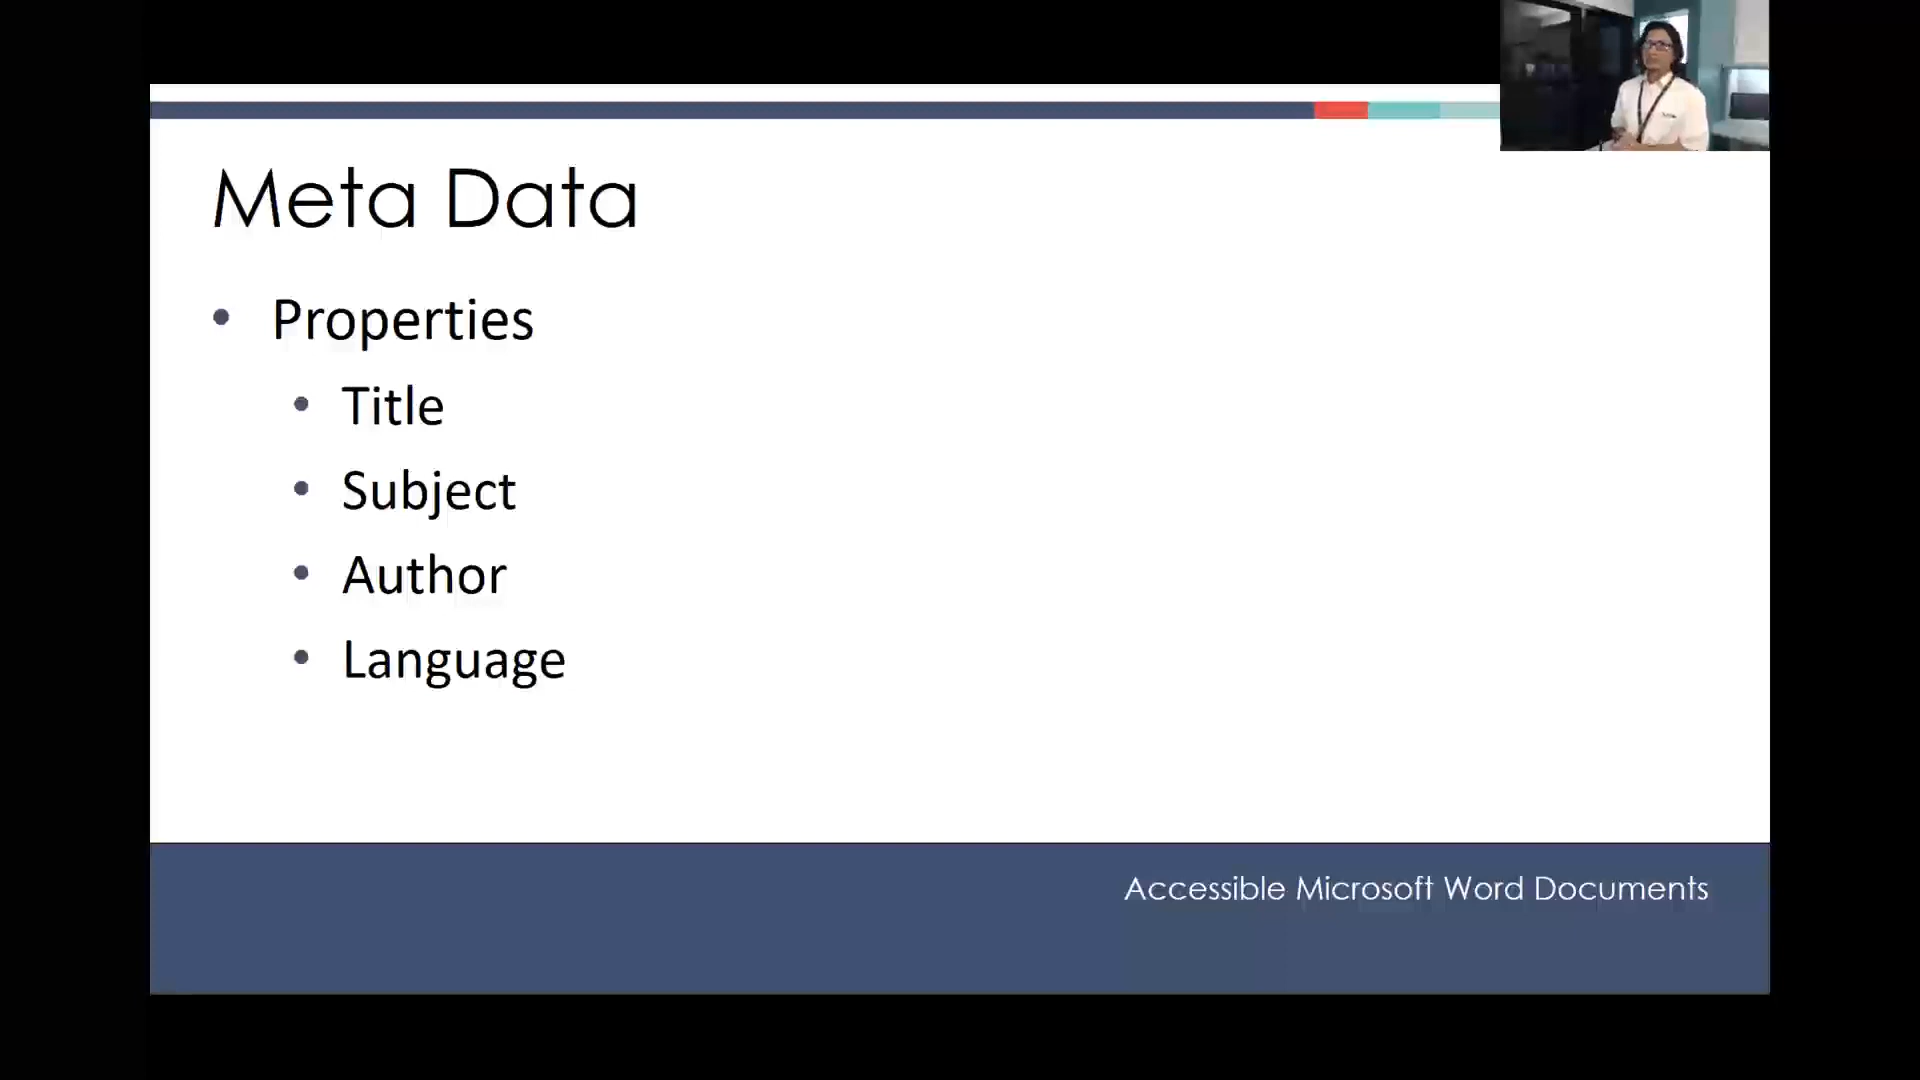 Meta Data
• Properties
• Title
• Subject
• Author
• Language
Accessible Microsoft Word Documents